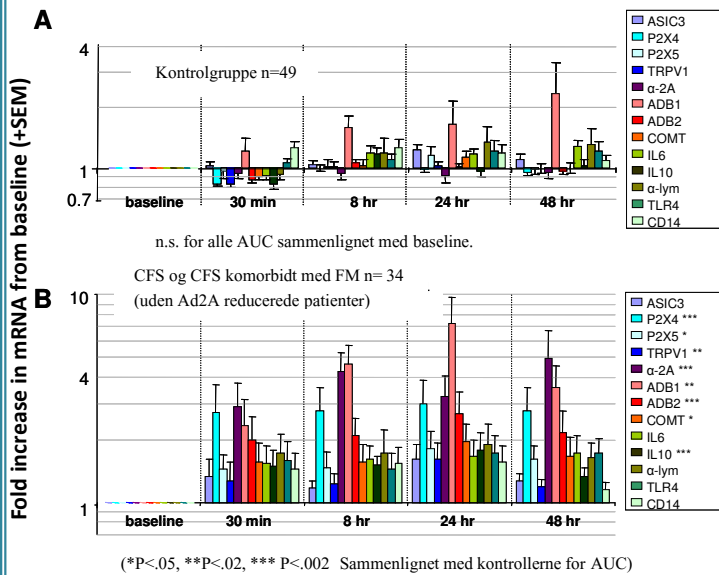 A
Fold increase in mRNA from baseline (+SEM)
4
1
0.7
Kontrolgruppe n=49
baseline
30 min
8 hr
24 hr
48 hr
ASIC3
P2X4
P2X5
TRPV1
α-2A
ADB1
ADB2
COMT
IL6
IL10
α-lym
TLR4
CD14
n.s. for alle AUC sammenlignet med baseline.
CFS og CFS komorbidt med FM n= 34
(uden Ad2A reducerede patienter)
B
10
4
1
baseline
30 min
8 hr
24 hr
48 hr
ASIC3
P2X4 ***
P2X5 *
TRPV1 **
α-2A ***
ADB1 **
ADB2 ***
COMT *
IL6
IL10 ***
α-lym
TLR4
CD14
(*P<.05, **P<.02, *** P<.002 Sammenlignet med kontrollerne for AUC)